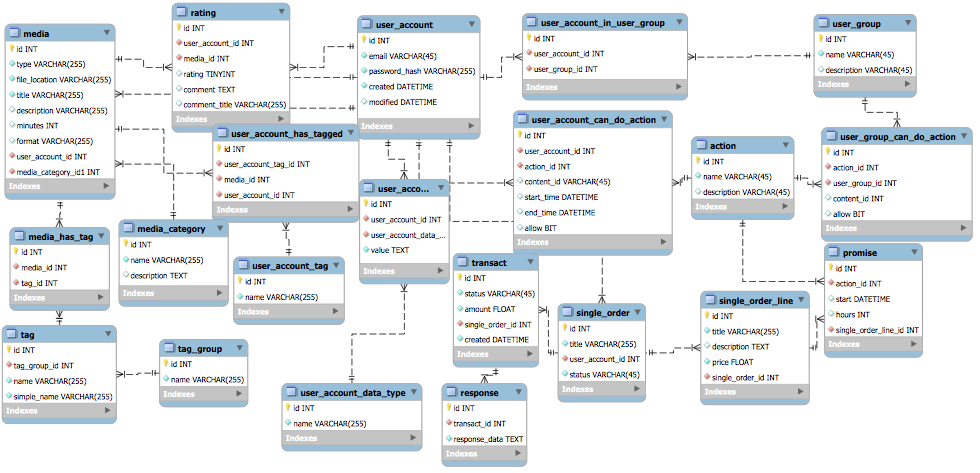 media
id INT
type VARCHAR(255)
file_location VARCHAR(255)
title VARCHAR(255)
description VARCHAR(255)
minutes INT
format VARCHAR(255)
user_account_id INT
media_category_id1 INT
Indexes
rating
id INT
user_account_id INT
media_id INT
rating TINYINT
comment TEXT
comment_title VARCHAR(255)
Indexes
user_account
id INT
email VARCHAR(45)
password_hash VARCHAR(255)
created DATETIME
modified DATETIME
Indexes
user_account_in_user_group
id INT
user_account_id INT
user_group_id INT
Indexes
user_group
id INT
name VARCHAR(45)
description VARCHAR(45)
Indexes
user_account_has_tagged
id INT
user_account_tag_id INT
media_id INT
user_account_id INT
Indexes
user_acco...
id INT
user_account_id INT
user_account_data_...
value TEXT
Indexes
user_account_can_do_action
id INT
user_account_id INT
action_id INT
content_id VARCHAR(45)
start_time DATETIME
end_time DATETIME
allow BIT
Indexes
action
id INT
name VARCHAR(45)
description VARCHAR(45)
Indexes
user_group_can_do_action
id INT
action_id INT
user_group_id INT
content_id INT
allow BIT
Indexes
media_has_tag
id INT
media_id INT
tag_id INT
Indexes
media_category
id INT
name VARCHAR(255)
description TEXT
Indexes
user_account_tag
id INT
name VARCHAR(255)
Indexes
transact
id INT
status VARCHAR(45)
amount FLOAT
single_order_id INT
created DATETIME
Indexes
single_order
id INT
title VARCHAR(255)
user_account_id INT
status VARCHAR(45)
Indexes
single_order_line
id INT
title VARCHAR(255)
description TEXT
price FLOAT
single_order_id INT
Indexes
promise
id INT
action_id INT
start DATETIME
hours INT
single_order_line_id INT
Indexes
tag
id INT
tag_group_id INT
name VARCHAR(255)
simple_name VARCHAR(255)
Indexes
tag_group
id INT
name VARCHAR(255)
Indexes
user_account_data_type
id INT
name VARCHAR(255)
Indexes
response
id INT
transact_id INT
response_data TEXT
Indexes